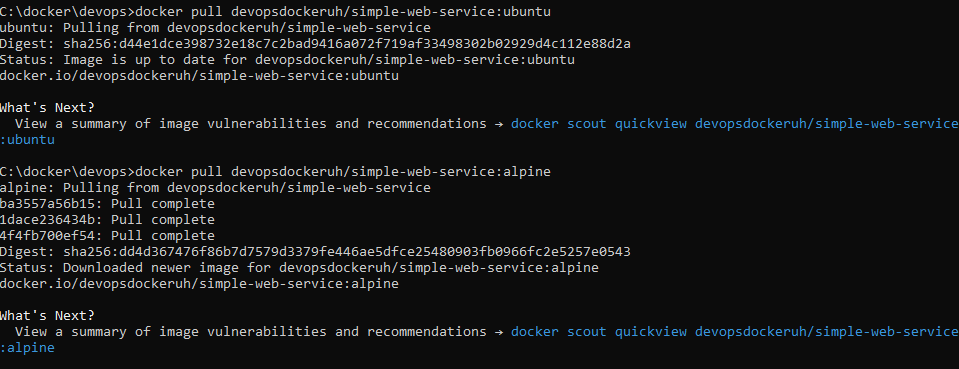 C:\docker\devops>docker pull devopsdockeruh/simple-web-service:ubuntu
ubuntu: Pulling from devopsdockeruh/simple-web-service
Digest: sha256:d44e1dce398732e18c7c2bad9416a072f719af33498302b02929d4c112e88d2a
Status: Image is up to date for devopsdockeruh/simple-web-service:ubuntu
docker.io/devopsdockeruh/simple-web-service:ubuntu

What's Next?
  View a summary of image vulnerabilities and recommendations → docker scout quickview devopsdockeruh/simple-web-service
:ubuntu

C:\docker\devops>docker pull devopsdockeruh/simple-web-service:alpine
alpine: Pulling from devopsdockeruh/simple-web-service
ba3557a56b15: Pull complete
1dace236434b: Pull complete
4f4fb700ef54: Pull complete
Digest: sha256:dd4d367476f86b7d7579d3379fe446ae5dfce25480903fb0966fc2e5257e0543
Status: Downloaded newer image for devopsdockeruh/simple-web-service:alpine
docker.io/devopsdockeruh/simple-web-service:alpine

What's Next?
  View a summary of image vulnerabilities and recommendations → docker scout quickview devopsdockeruh/simple-web-service
:alpine